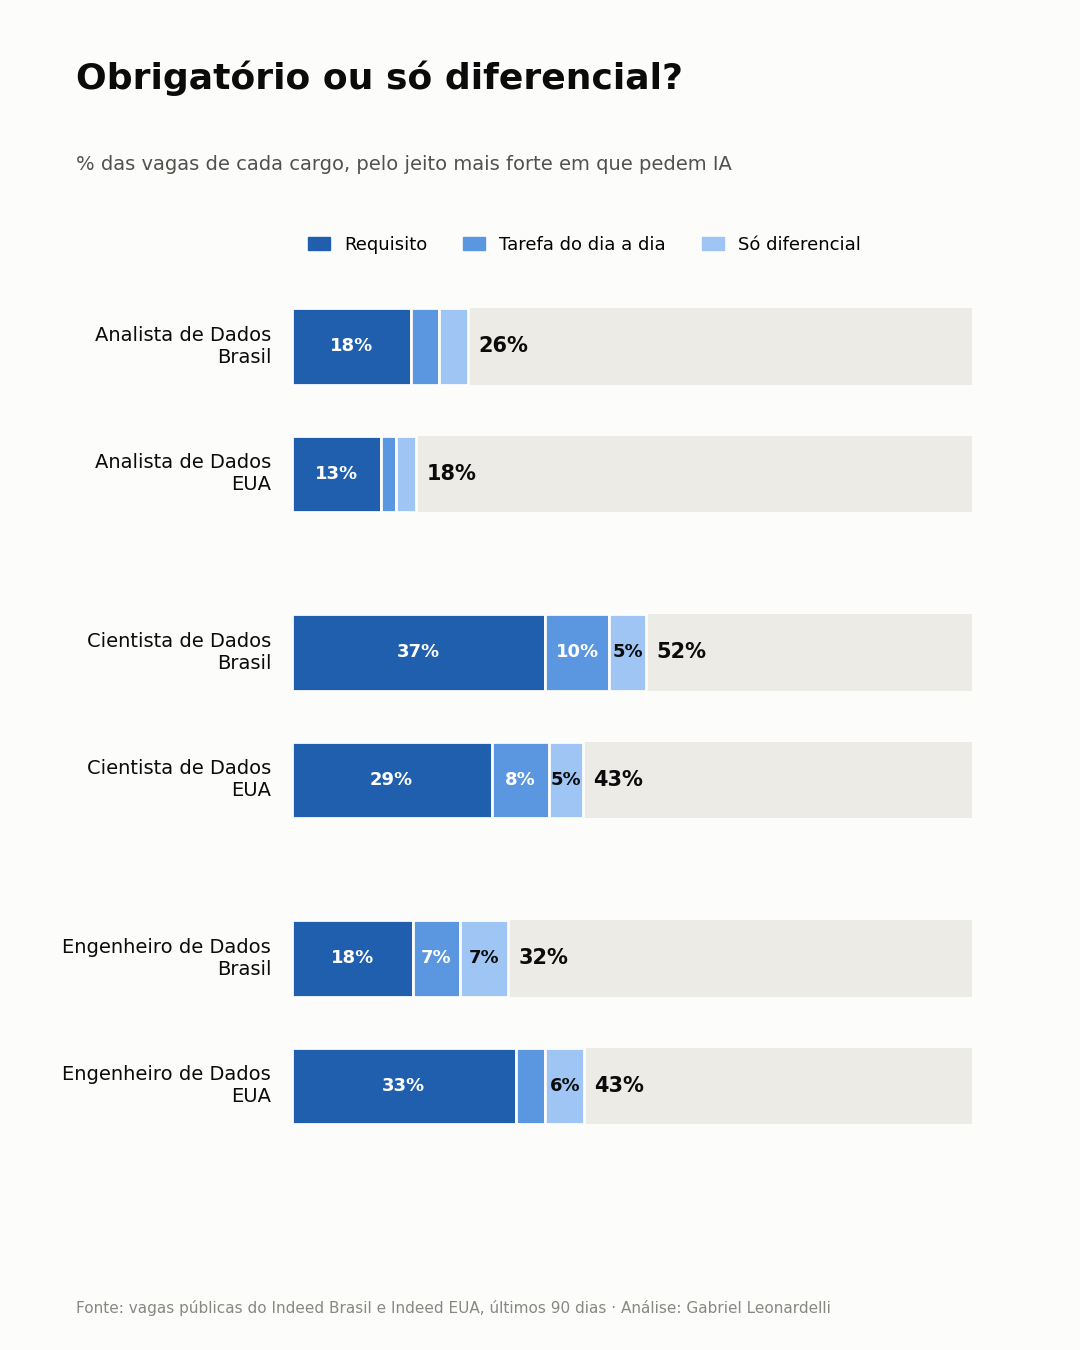 Obrigatório ou só diferencial?
% das vagas de cada cargo, pelo jeito mais forte em que pedem IA
Requisito Tarefa do dia a dia Só diferencial
Analista de Dados
Brasil
18% 26%
Analista de Dados
EUA
13% 18%
Cientista de Dados
Brasil
37% 10% 5% 52%
Cientista de Dados
EUA
29% 8% 5% 43%
Engenheiro de Dados
Brasil
18% 7% 7% 32%
Engenheiro de Dados
EUA
33% 6% 43%
Fonte: vagas públicas do Indeed Brasil e Indeed EUA, últimos 90 dias · Análise: Gabriel Leonardelli